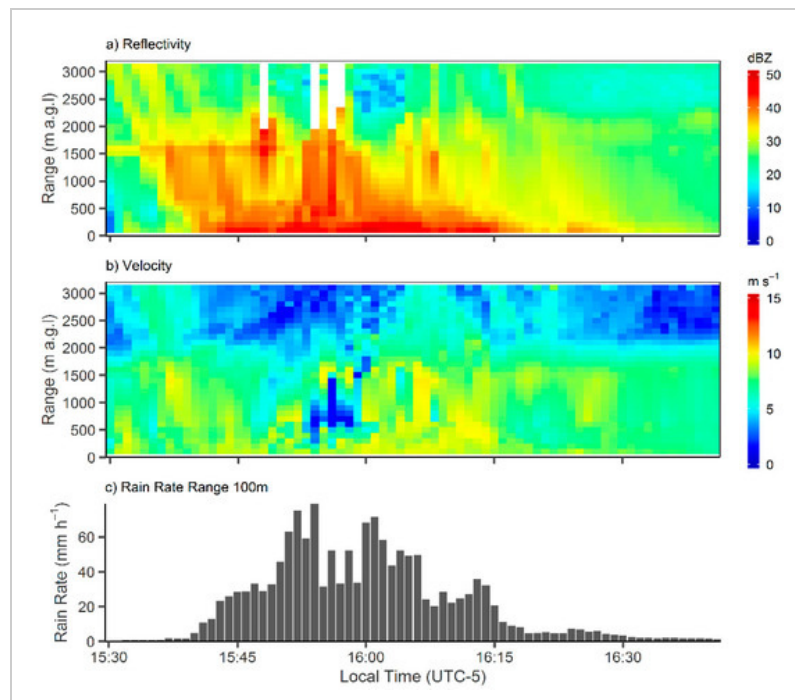 a) Reflectivity
dBZ
Range (m a.g.l)
3000
2500
2000
1500
1000
500
0
50
40
30
20
10
0
b) Velocity
m s⁻¹
Range (m a.g.l)
3000
2500
2000
1500
1000
500
0
15
10
5
0
c) Rain Rate Range 100m
Rain Rate (mm h⁻¹)
60
40
20
0
15:30 15:45 16:00 16:15 16:30
Local Time (UTC-5)